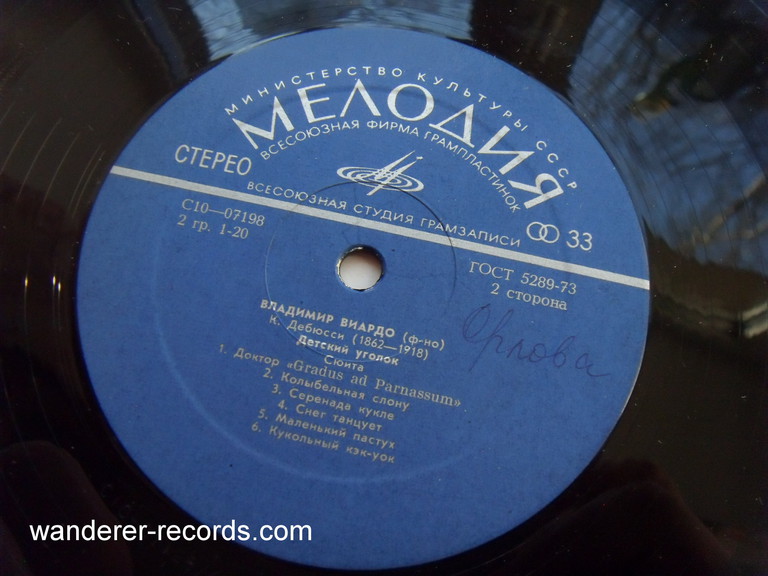 МИНИСТЕРСТВО КУЛЬТУРЫ СССР
МЕЛОДИЯ
ВСЕСОЮЗНАЯ ФИРМА ГРАМПЛАСТИНОК
СТЕРЕО
ВСЕСОЮЗНАЯ СТУДИЯ ГРАМЗАПИСИ
33
С10—07198
2 гр. 1-20
ГОСТ 5289-73
2 сторона
ВЛАДИМИР ВИАРДО (ф-но)
К. Дебюсси (1862—1918)
Детский уголок
Сюита
1. Доктор «Gradus ad Parnassum»
2. Колыбельная слону
3. Серенада кукле
4. Снег танцует
5. Маленький пастух
6. Кукольный кэк-уок
Орлова
wanderer-records.com